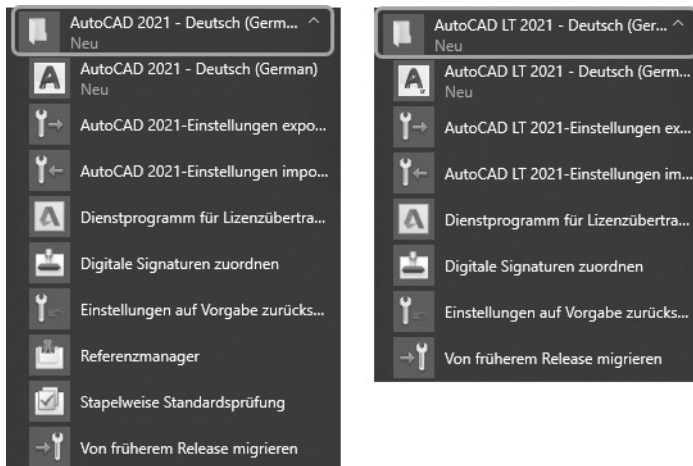 AutoCAD 2021 - Deutsch (Germ...
Neu
AutoCAD 2021 - Deutsch (German)
Neu
AutoCAD 2021-Einstellungen expo...
AutoCAD 2021-Einstellungen impo...
Dienstprogramm für Lizenzübertra...
Digitale Signaturen zuordnen
Einstellungen auf Vorgabe zurücks...
Referenzmanager
Stapelweise Standardsprüfung
Von früherem Release migrieren
AutoCAD LT 2021 - Deutsch (Ger...
Neu
AutoCAD LT 2021 - Deutsch (Germ...
Neu
AutoCAD LT 2021-Einstellungen ex...
AutoCAD LT 2021-Einstellungen im...
Dienstprogramm für Lizenzübertra...
Digitale Signaturen zuordnen
Einstellungen auf Vorgabe zurücks...
Von früherem Release migrieren